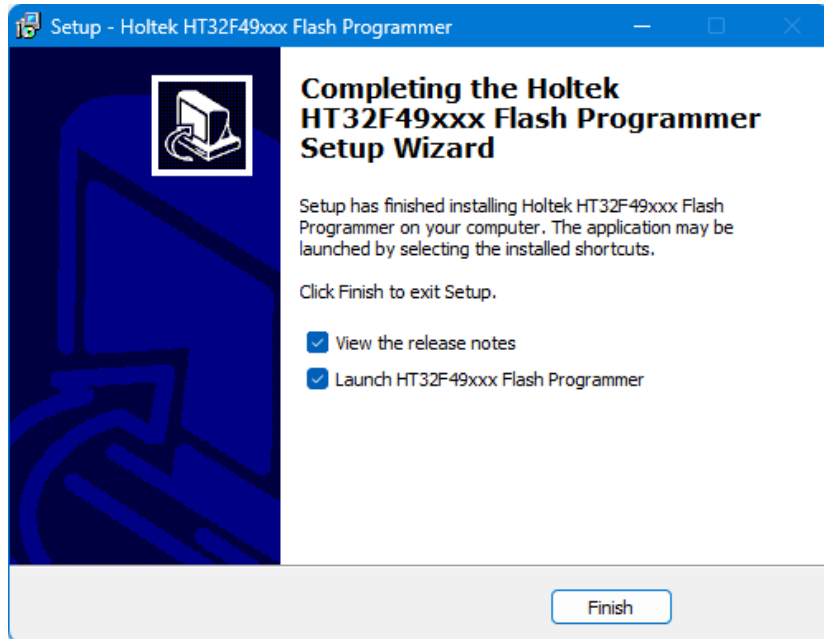 Setup - Holtek HT32F49xxx Flash Programmer
Completing the Holtek
HT32F49xxx Flash Programmer
Setup Wizard
Setup has finished installing Holtek HT32F49xxx Flash
Programmer on your computer. The application may be
launched by selecting the installed shortcuts.
Click Finish to exit Setup.
View the release notes
Launch HT32F49xxx Flash Programmer
Finish